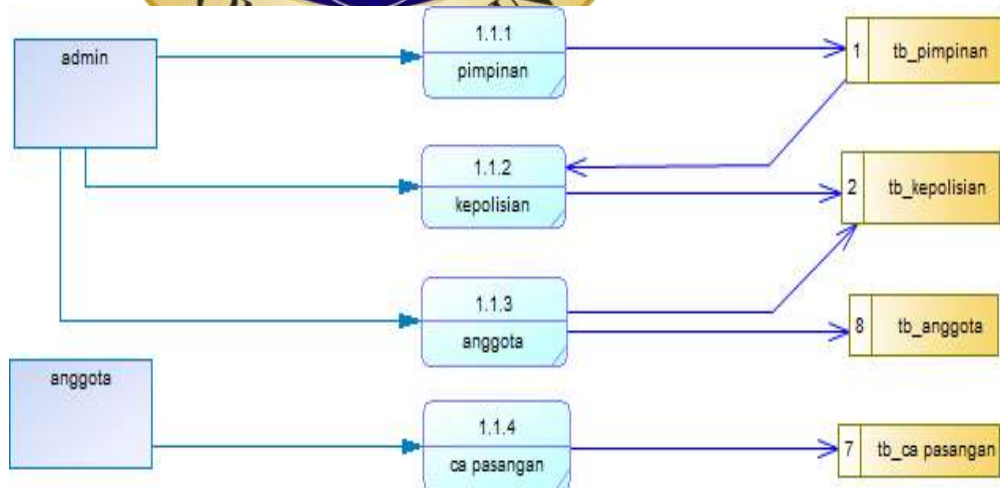 admin
1.1.1
pimpinan
1 tb_pimpinan
1.1.2
kepolisian
2 tb_kepolisian
1.1.3
anggota
8 tb_anggota
anggota
1.1.4
ca pasangan
7 tb_ca pasangan